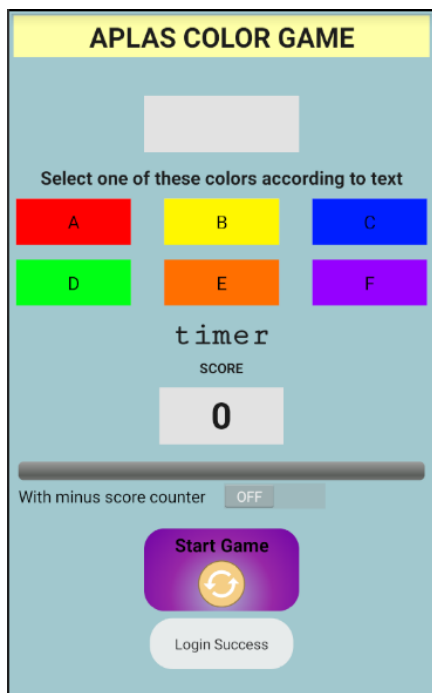 APLAS COLOR GAME
Select one of these colors according to text
A B C
D E F
timer
SCORE
0
With minus score counter OFF
Start Game
Login Success